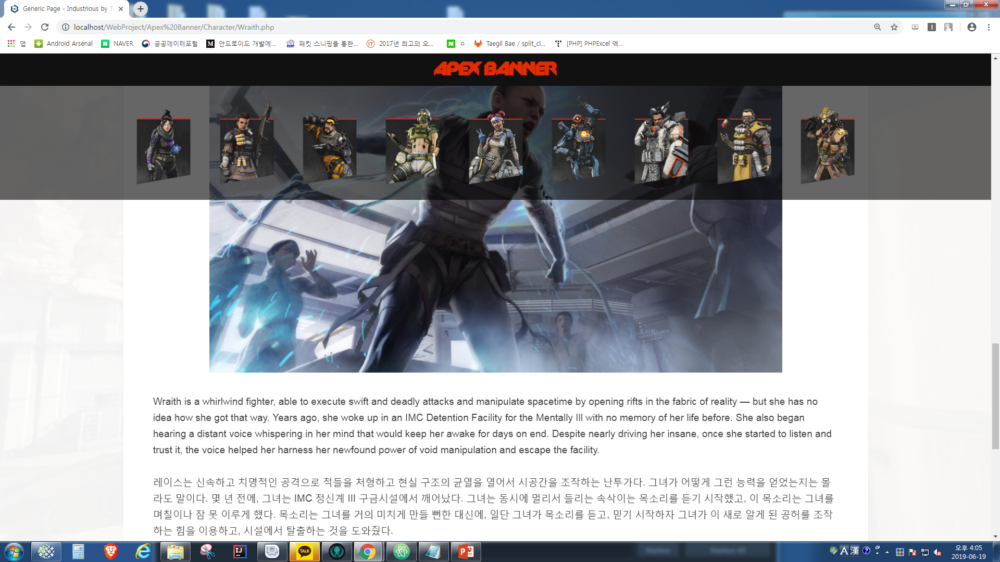 Generic Page - Industrious by T
localhost/WebProject/Apex%20Banner/Character/Wraith.php
앱
Android Arsenal
NAVER
공공데이터포털
안드로이드 개발에...
패킷 스니핑을 통한...
2017년 최고의 오...
ㅇ
Taegil Bae / split_cl...
[PHP] PHPExcel 엑...
APEX BANNER
Wraith is a whirlwind fighter, able to execute swift and deadly attacks and manipulate spacetime by opening rifts in the fabric of reality — but she has no
idea how she got that way. Years ago, she woke up in an IMC Detention Facility for the Mentally Ill with no memory of her life before. She also began
hearing a distant voice whispering in her mind that would keep her awake for days on end. Despite nearly driving her insane, once she started to listen and
trust it, the voice helped her harness her newfound power of void manipulation and escape the facility.
레이스는 신속하고 치명적인 공격으로 적들을 처형하고 현실 구조의 균열을 열어서 시공간을 조작하는 난투가다. 그녀가 어떻게 그런 능력을 얻었는지는 몰
라도 말이다. 몇 년 전에, 그녀는 IMC 정신계 III 구금시설에서 깨어났다. 그녀는 동시에 멀리서 들리는 속삭이는 목소리를 듣기 시작했고, 이 목소리는 그녀를
며칠이나 잠 못 이루게 했다. 목소리는 그녀를 거의 미치게 만들 뻔한 대신에, 일단 그녀가 목소리를 듣고, 믿기 시작하자 그녀가 이 새로 알게 된 공허를 조작
하는 힘을 이용하고, 시설에서 탈출하는 것을 도와줬다.
TALK
IJ
A 漢
오후 4:05
2019-06-19